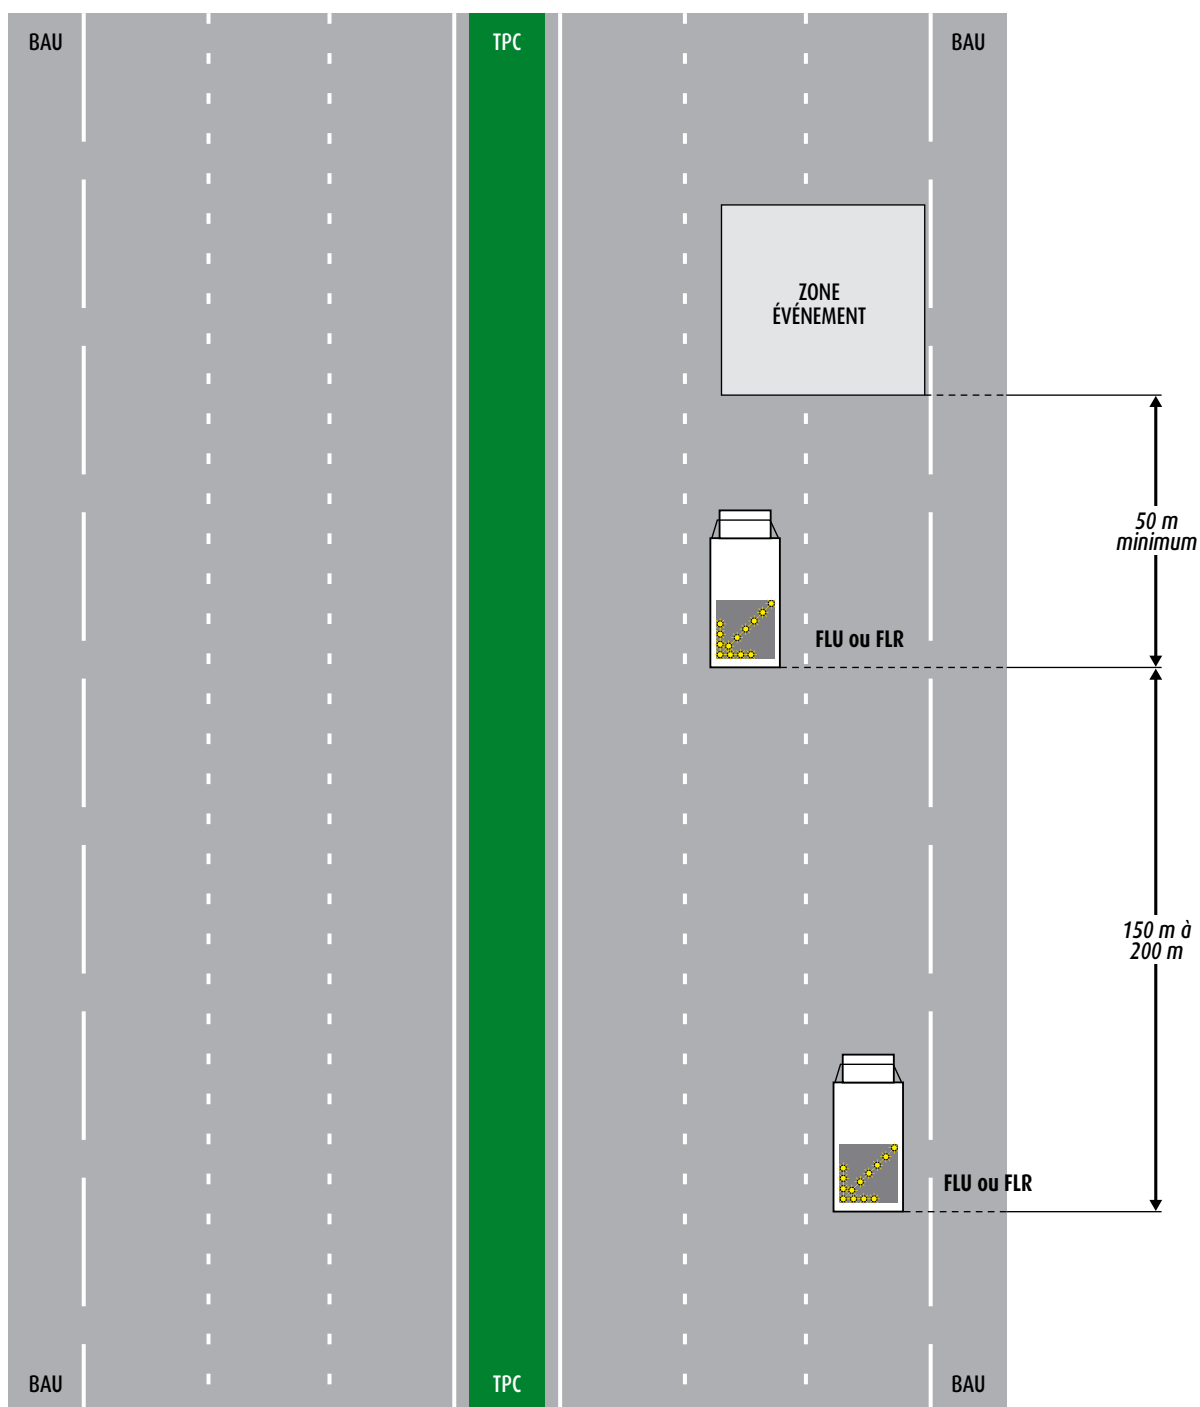 BAU
TPC
BAU
ZONE
ÉVÉNEMENT
50 m
minimum
FLU ou FLR
150 m à
200 m
FLU ou FLR
BAU
TPC
BAU